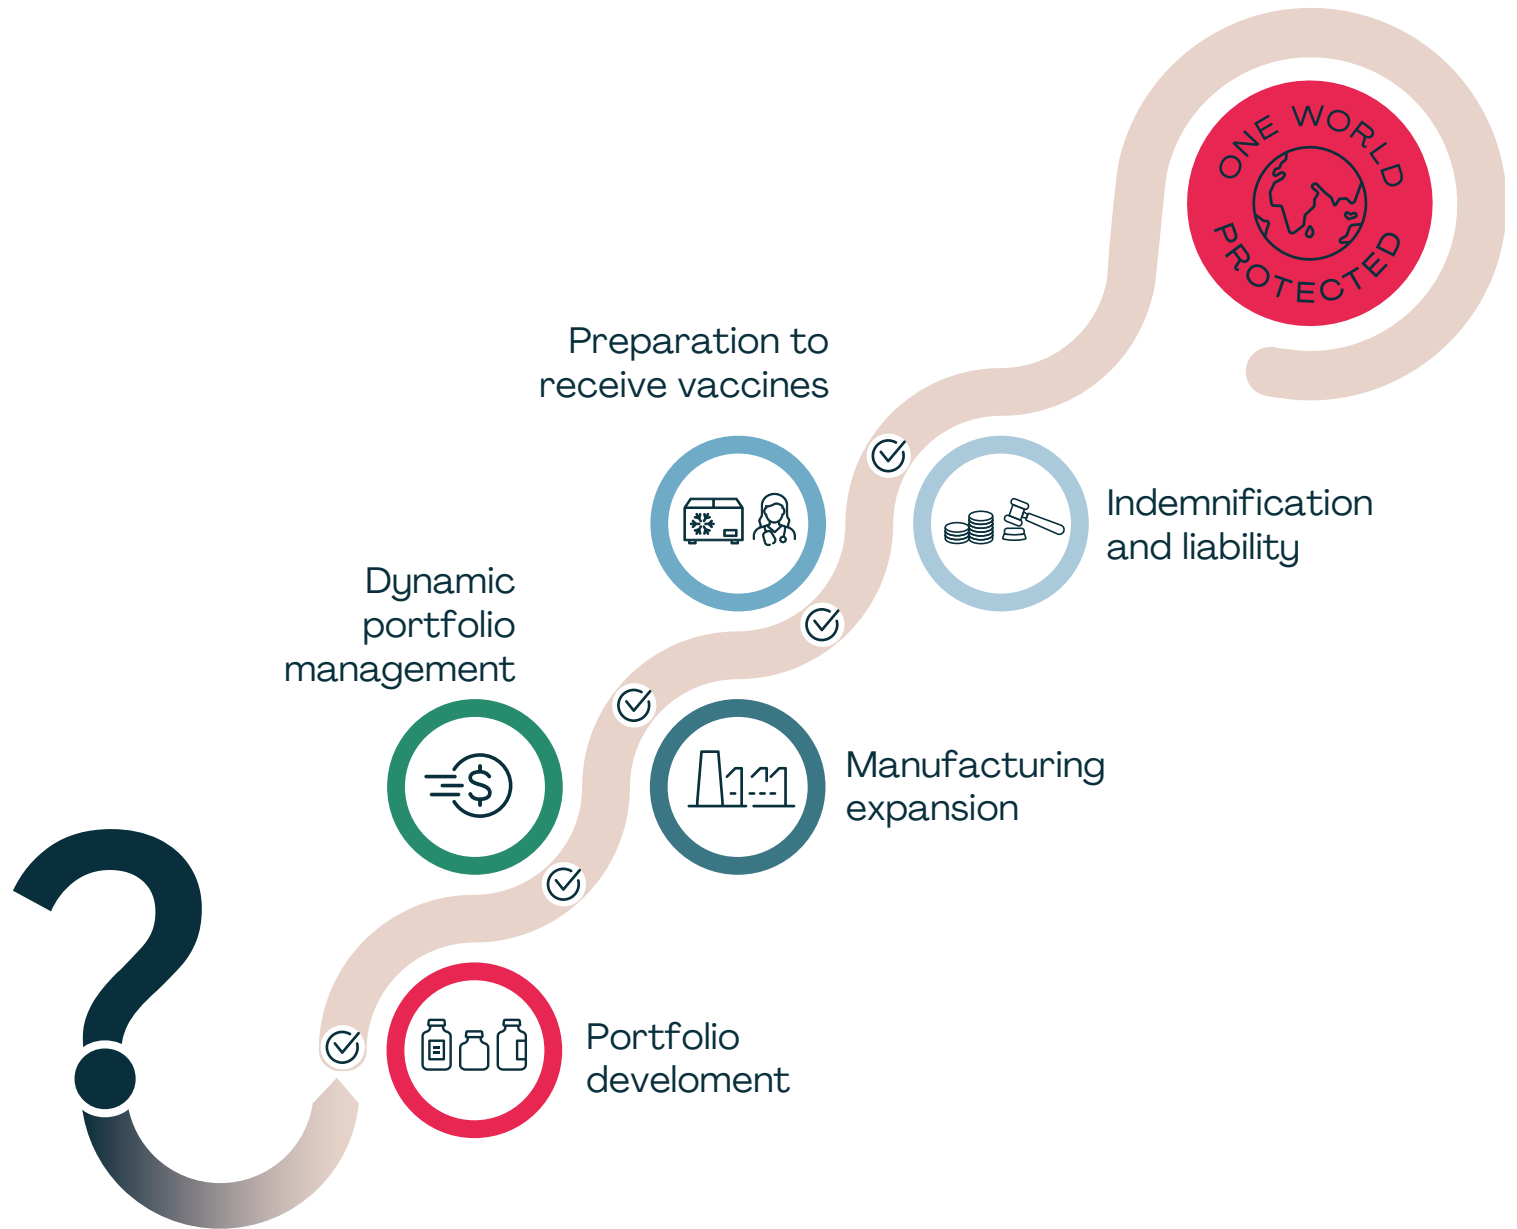 ONE WORLD
PROTECTED
Preparation to
receive vaccines
Indemnification
and liability
Dynamic
portfolio
management
$
Manufacturing
expansion
?
Portfolio
develoment